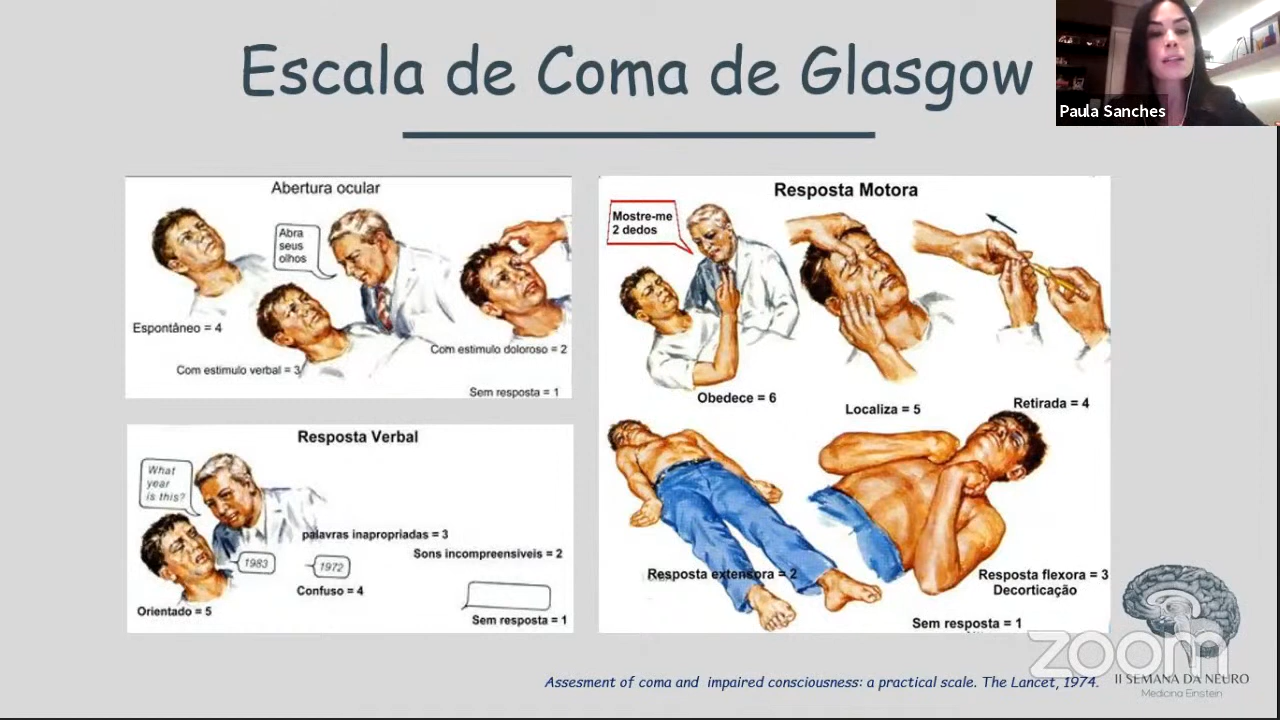 Escala de Coma de Glasgow
Paula Sanches
Abertura ocular
Abra
seus
olhos
Espontâneo = 4
Com estimulo verbal = 3
Com estimulo doloroso = 2
Sem resposta = 1
Resposta Verbal
What
year
is this?
1983
1972
palavras inapropriadas = 3
Sons incompreensiveis = 2
Confuso = 4
Orientado = 5
Sem resposta = 1
Resposta Motora
Mostre-me
2 dedos
Obedece = 6
Localiza = 5
Retirada = 4
Resposta extensora = 2
Resposta flexora = 3
Decorticação
Sem resposta = 1
zoom
Assesment of coma and impaired consciousness: a practical scale. The Lancet, 1974.
II SEMANA DA NEURO
Medicina Einstein